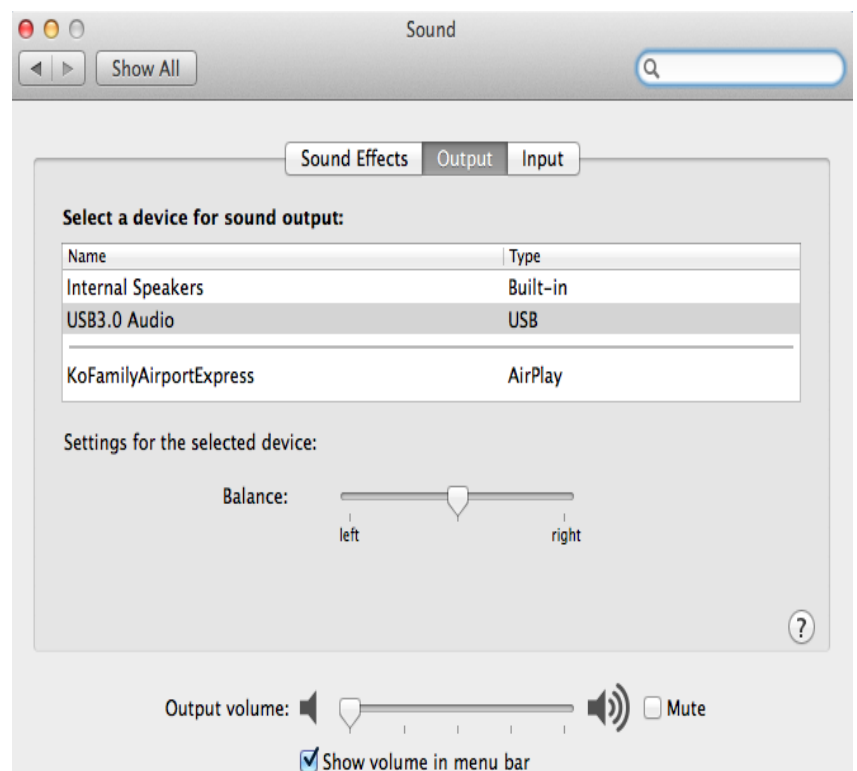 Sound
Show All
Sound Effects Output Input
Select a device for sound output:
Name Type
Internal Speakers Built-in
USB3.0 Audio USB
KoFamilyAirportExpress AirPlay
Settings for the selected device:
Balance:
left right
?
Output volume: Mute
Show volume in menu bar